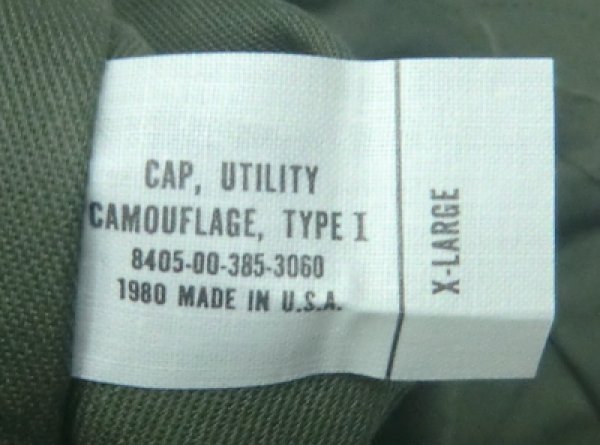 CAP, UTILITY
CAMOUFLAGE, TYPE I
8405-00-385-3060
1980 MADE IN U.S.A.
X-LARGE